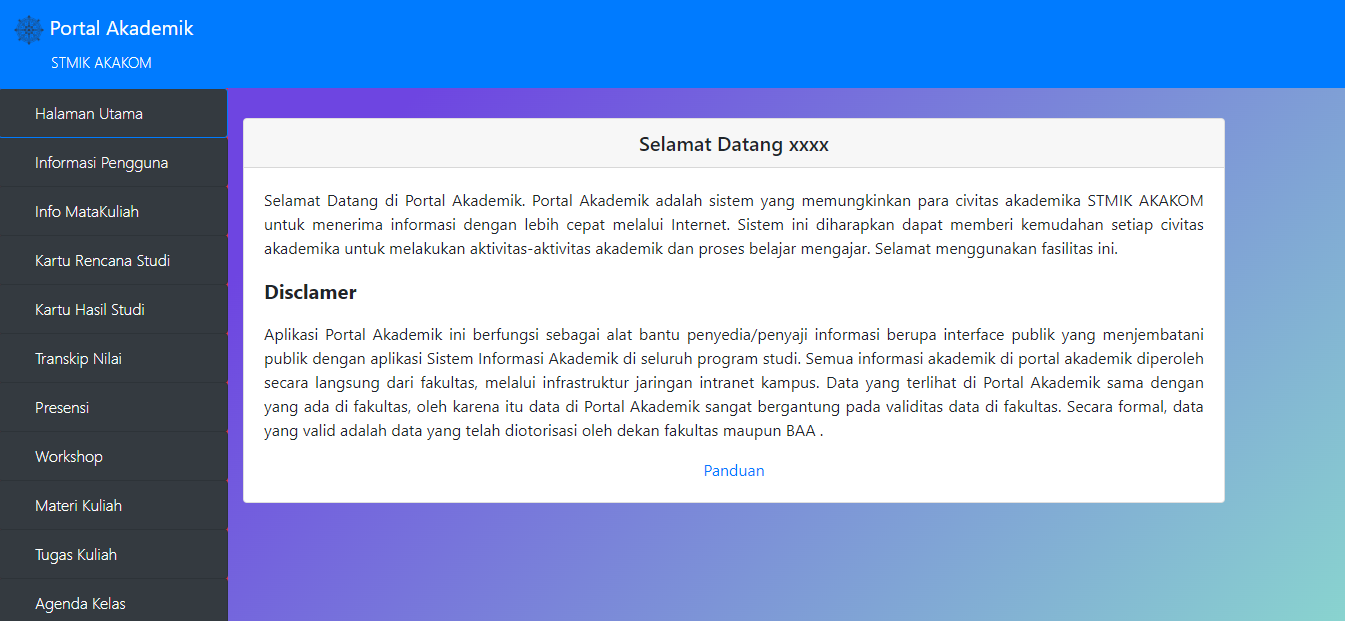 Portal Akademik
STMIK AKAKOM
Halaman Utama
Informasi Pengguna
Info MataKuliah
Kartu Rencana Studi
Kartu Hasil Studi
Transkip Nilai
Presensi
Workshop
Materi Kuliah
Tugas Kuliah
Agenda Kelas
Selamat Datang xxxx
Selamat Datang di Portal Akademik. Portal Akademik adalah sistem yang memungkinkan para civitas akademika STMIK AKAKOM
untuk menerima informasi dengan lebih cepat melalui Internet. Sistem ini diharapkan dapat memberi kemudahan setiap civitas
akademika untuk melakukan aktivitas-aktivitas akademik dan proses belajar mengajar. Selamat menggunakan fasilitas ini.
Disclamer
Aplikasi Portal Akademik ini berfungsi sebagai alat bantu penyedia/penyaji informasi berupa interface publik yang menjembatani
publik dengan aplikasi Sistem Informasi Akademik di seluruh program studi. Semua informasi akademik di portal akademik diperoleh
secara langsung dari fakultas, melalui infrastruktur jaringan intranet kampus. Data yang terlihat di Portal Akademik sama dengan
yang ada di fakultas, oleh karena itu data di Portal Akademik sangat bergantung pada validitas data di fakultas. Secara formal, data
yang valid adalah data yang telah diotorisasi oleh dekan fakultas maupun BAA .
Panduan